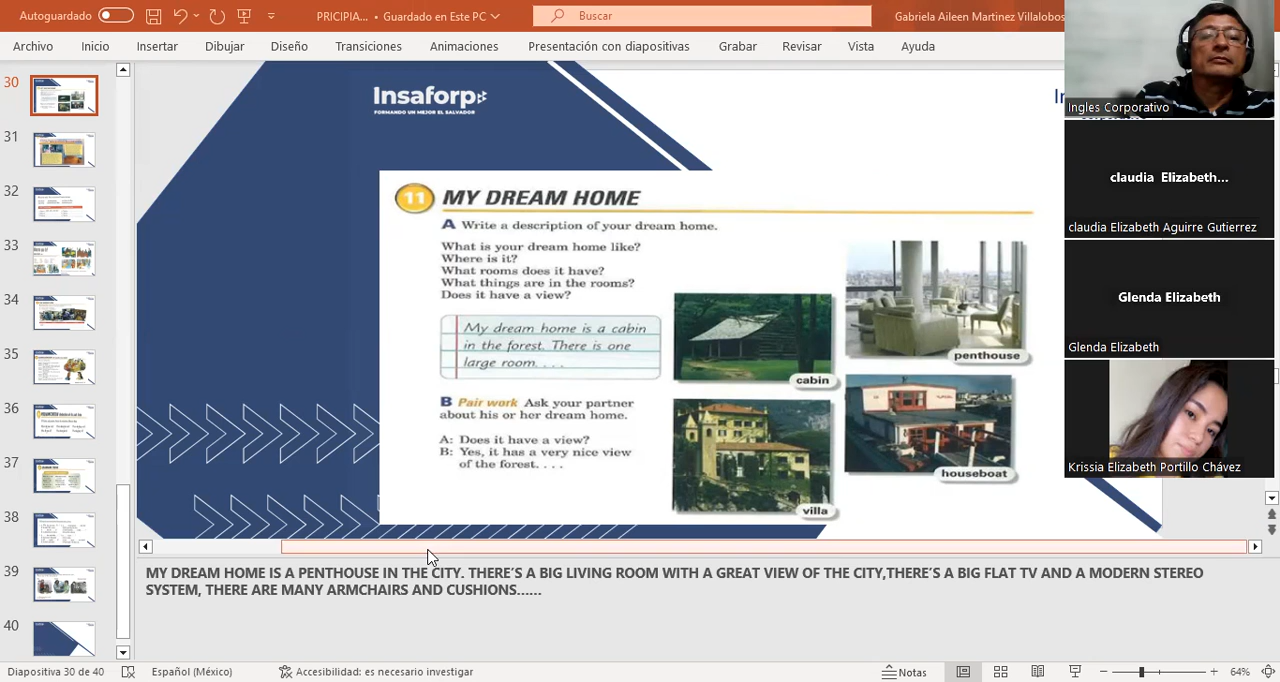 Autoguardado
PRICIPIA... • Guardado en Este PC
Buscar
Gabriela Aileen Martinez Villalobos
Archivo Inicio Insertar Dibujar Diseño Transiciones Animaciones Presentación con diapositivas Grabar Revisar Vista Ayuda
30
31
32
33
34
35
36
37
38
39
40
Insaforp
FORMANDO UN MEJOR EL SALVADOR
11 MY DREAM HOME
A Write a description of your dream home.
What is your dream home like?
Where is it?
What rooms does it have?
What things are in the rooms?
Does it have a view?
My dream home is a cabin
in the forest. There is one
large room. . . .
B Pair work Ask your partner
about his or her dream home.
A: Does it have a view?
B: Yes, it has a very nice view
of the forest. . . .
cabin
penthouse
villa
houseboat
Ingles Corporativo
claudia Elizabeth...
claudia Elizabeth Aguirre Gutierrez
Glenda Elizabeth
Glenda Elizabeth
Krissia Elizabeth Portillo Chávez
MY DREAM HOME IS A PENTHOUSE IN THE CITY. THERE'S A BIG LIVING ROOM WITH A GREAT VIEW OF THE CITY,THERE'S A BIG FLAT TV AND A MODERN STEREO
SYSTEM, THERE ARE MANY ARMCHAIRS AND CUSHIONS......
Diapositiva 30 de 40 Español (México) Accesibilidad: es necesario investigar Notas 64%